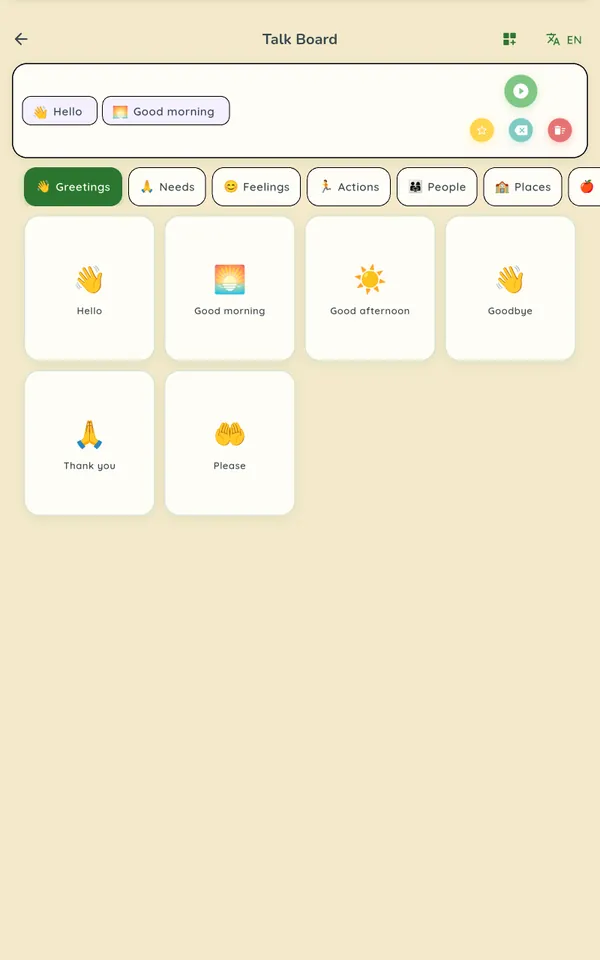 Talk Board
EN
👋 Hello
🌅 Good morning
👋 Greetings
🙏 Needs
😊 Feelings
🏃 Actions
👨‍👩‍👧‍👦 People
🏫 Places
🍎
Hello
Good morning
Good afternoon
Goodbye
Thank you
Please